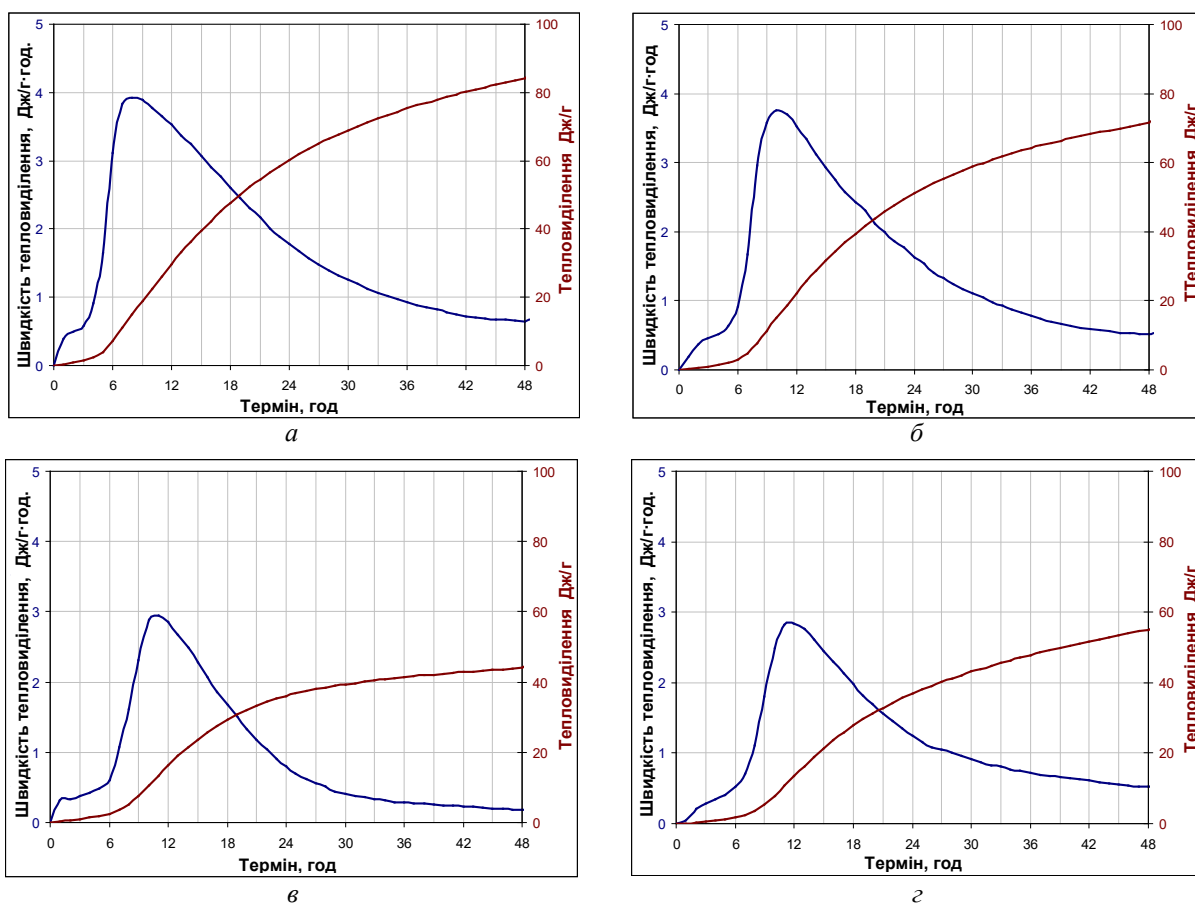 Швидкість тепловиділення, Дж/г·год.
5
4
3
2
1
0
100
80
60
40
20
0
Тепловиділення Дж/г
0 6 12 18 24 30 36 42 48
Термін, год
а
Швидкість тепловиділення, Дж/г·год
5
4
3
2
1
0
100
80
60
40
20
0
ТТепловиділення Дж/г
0 6 12 18 24 30 36 42 48
Термін, год
б
Швидкість тепловиділення, Дж/г·год.
5
4
3
2
1
0
100
80
60
40
20
0
Тепловиділення Дж/г
0 6 12 18 24 30 36 42 48
Термін, год
в
Швидкість тепловиділення, Дж/г·год.
5
4
3
2
1
0
100
80
60
40
20
0
Тепловиділення Дж/г
0 6 12 18 24 30 36 42 48
Термін, год
г